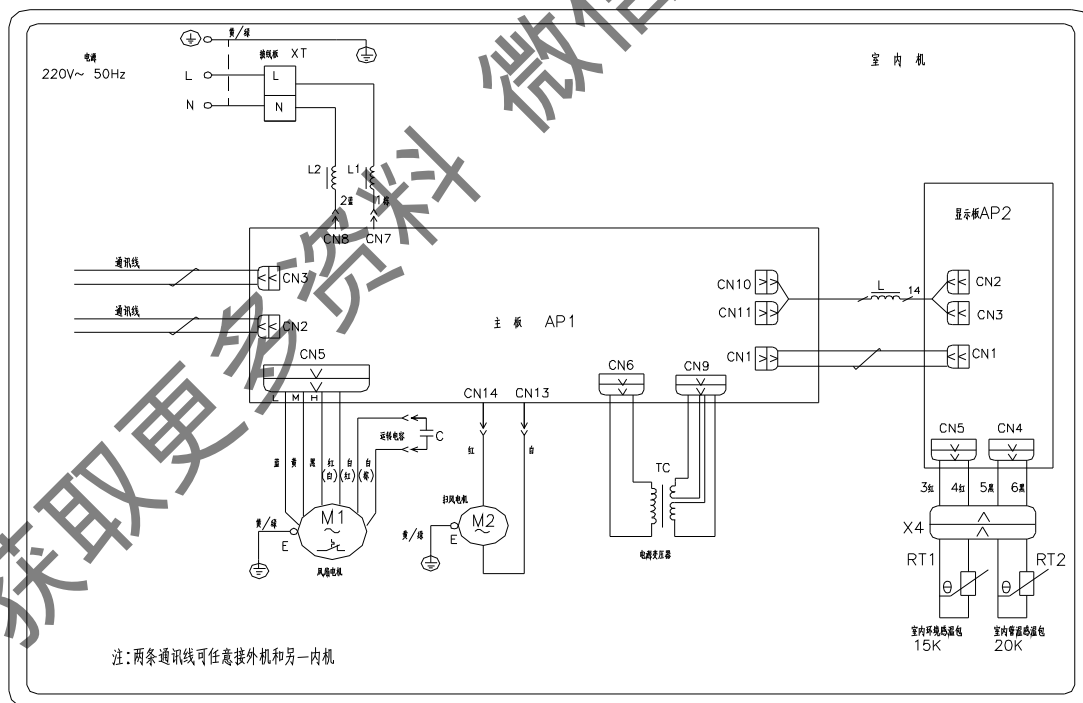 获取更多资料 微信
黄/绿
电源
220V~ 50Hz
接线板 XT
室 内 机
L
N
L
N
L2
L1
2蓝
1棕
CN8
CN7
显示板AP2
通讯线
CN3
通讯线
CN2
主 板 AP1
CN10
CN11
L
14
CN2
CN3
CN1
CN1
CN5
L M H
CN14
CN13
CN6
CN9
CN5
CN4
运转电容
C
蓝 黄 黑 红(白) 白(红) 白(棕)
红
白
3红 4红 5黑 6黑
X4
TC
扫风电机
M1
~
M2
~
黄/绿
E
黄/绿
E
风扇电机
电源变压器
RT1
RT2
θ
θ
室内环境感温包
15K
室内管温感温包
20K
注:两条通讯线可任意接外机和另一内机